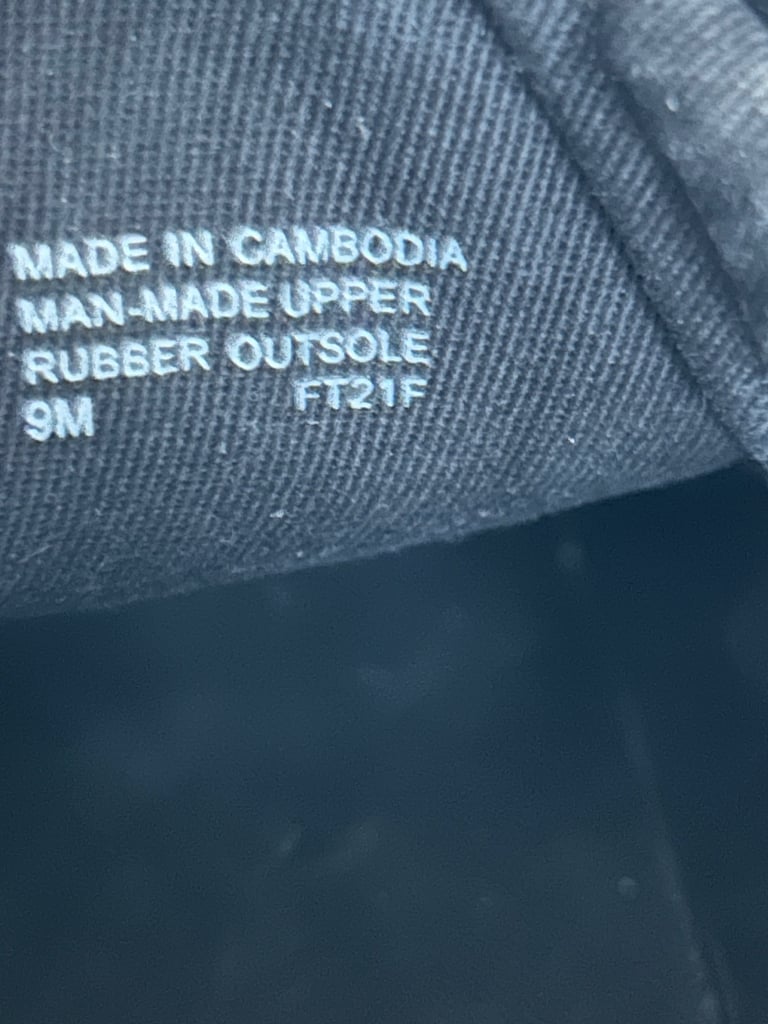 MADE IN CAMBODIA
MAN-MADE UPPER
RUBBER OUTSOLE
9M FT21F